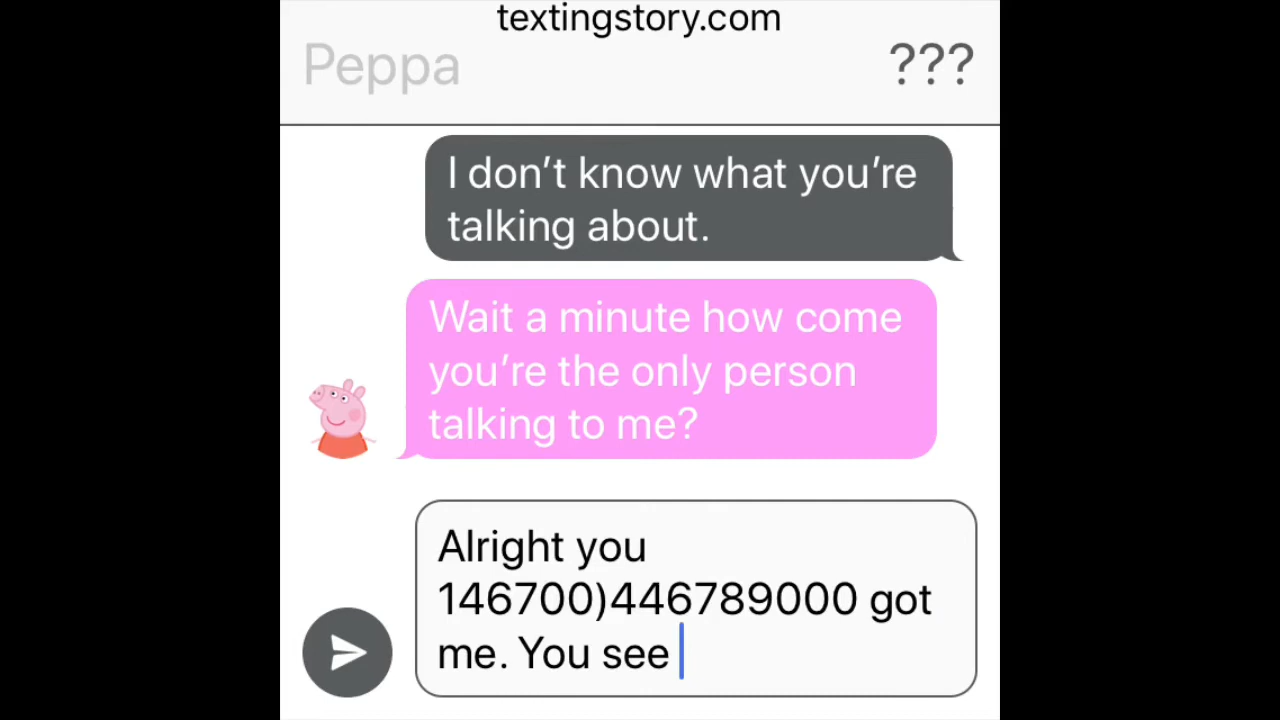 textingstory.com
Peppa ???
I don’t know what you’re
talking about.
Wait a minute how come
you’re the only person
talking to me?
Alright you
146700)446789000 got
me. You see